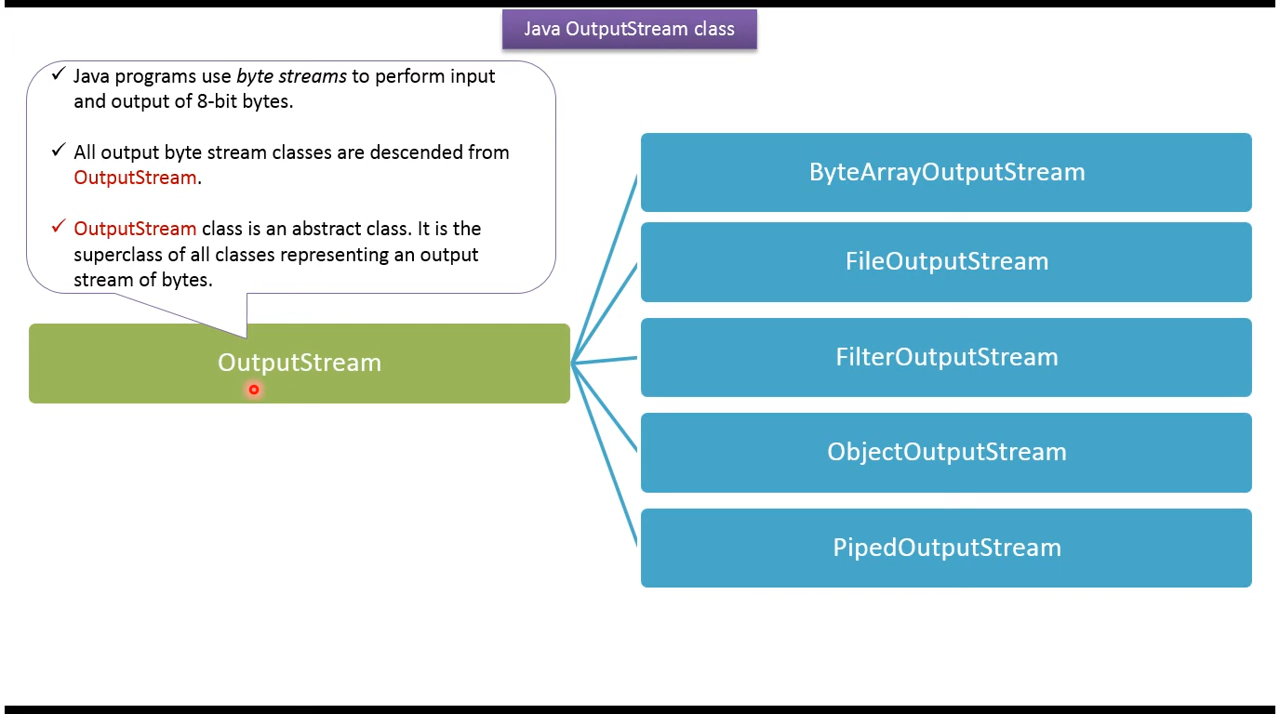 Java OutputStream class
✓ Java programs use byte streams to perform input
and output of 8-bit bytes.
✓ All output byte stream classes are descended from
OutputStream.
✓ OutputStream class is an abstract class. It is the
superclass of all classes representing an output
stream of bytes.
OutputStream
ByteArrayOutputStream
FileOutputStream
FilterOutputStream
ObjectOutputStream
PipedOutputStream